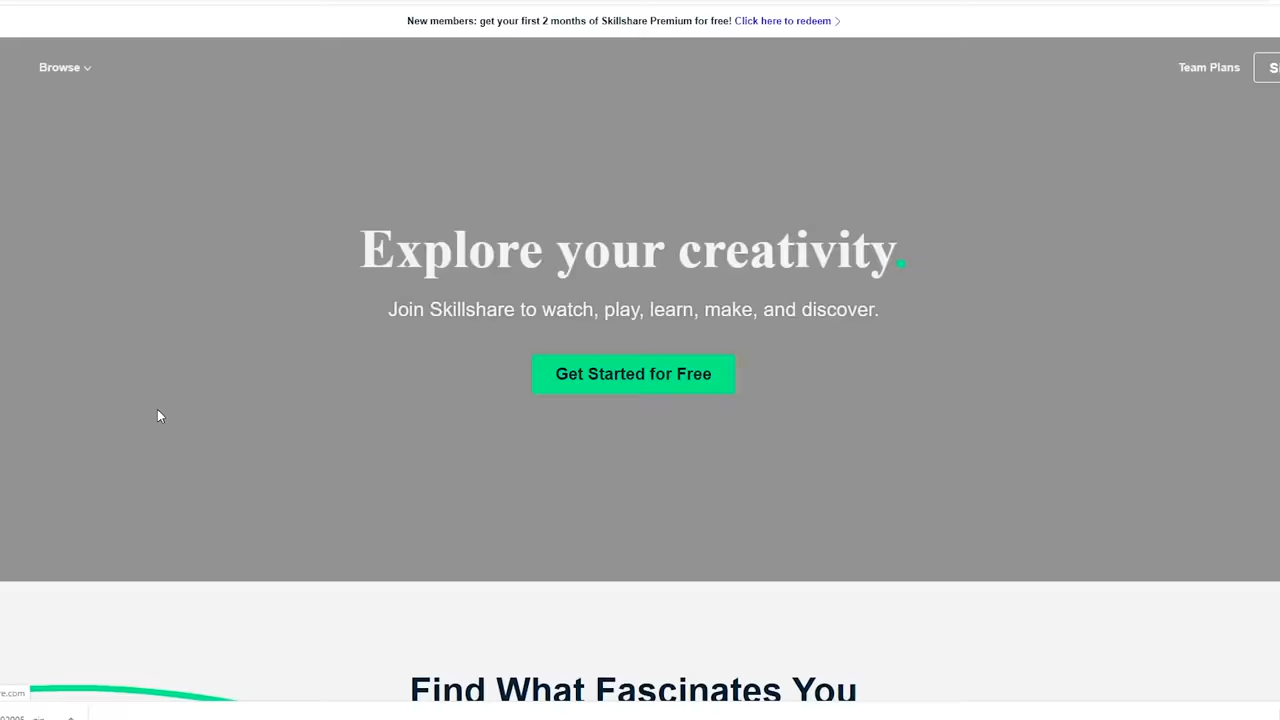 New members: get your first 2 months of Skillshare Premium for free! Click here to redeem
Browse
Team Plans
Explore your creativity.
Join Skillshare to watch, play, learn, make, and discover.
Get Started for Free
Find What Fascinates You
re.com